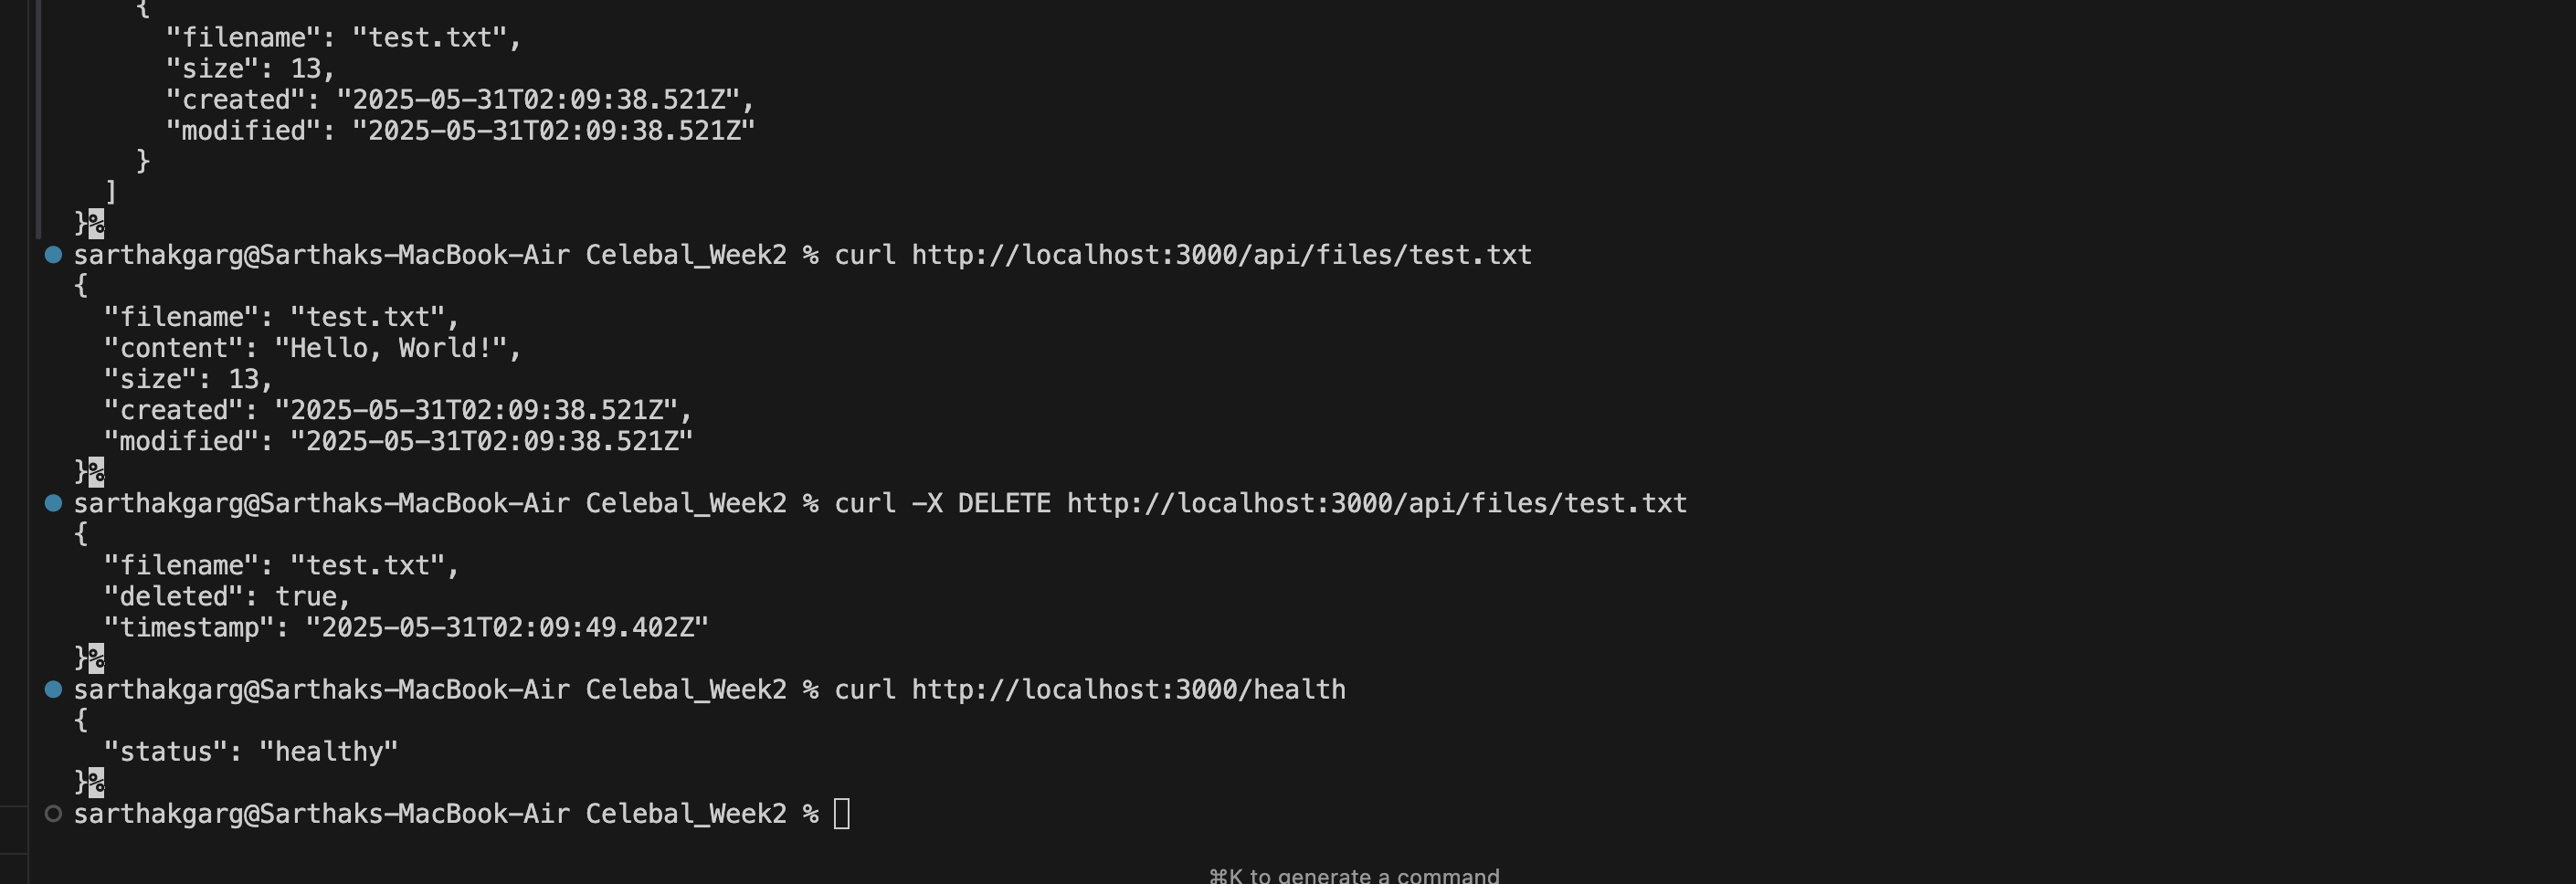 {
"filename": "test.txt",
"size": 13,
"created": "2025-05-31T02:09:38.521Z",
"modified": "2025-05-31T02:09:38.521Z"
}
]
}%
sarthakgarg@Sarthaks-MacBook-Air Celebal_Week2 % curl http://localhost:3000/api/files/test.txt
{
"filename": "test.txt",
"content": "Hello, World!",
"size": 13,
"created": "2025-05-31T02:09:38.521Z",
"modified": "2025-05-31T02:09:38.521Z"
}%
sarthakgarg@Sarthaks-MacBook-Air Celebal_Week2 % curl -X DELETE http://localhost:3000/api/files/test.txt
{
"filename": "test.txt",
"deleted": true,
"timestamp": "2025-05-31T02:09:49.402Z"
}%
sarthakgarg@Sarthaks-MacBook-Air Celebal_Week2 % curl http://localhost:3000/health
{
"status": "healthy"
}%
sarthakgarg@Sarthaks-MacBook-Air Celebal_Week2 %
⌘K to generate a command